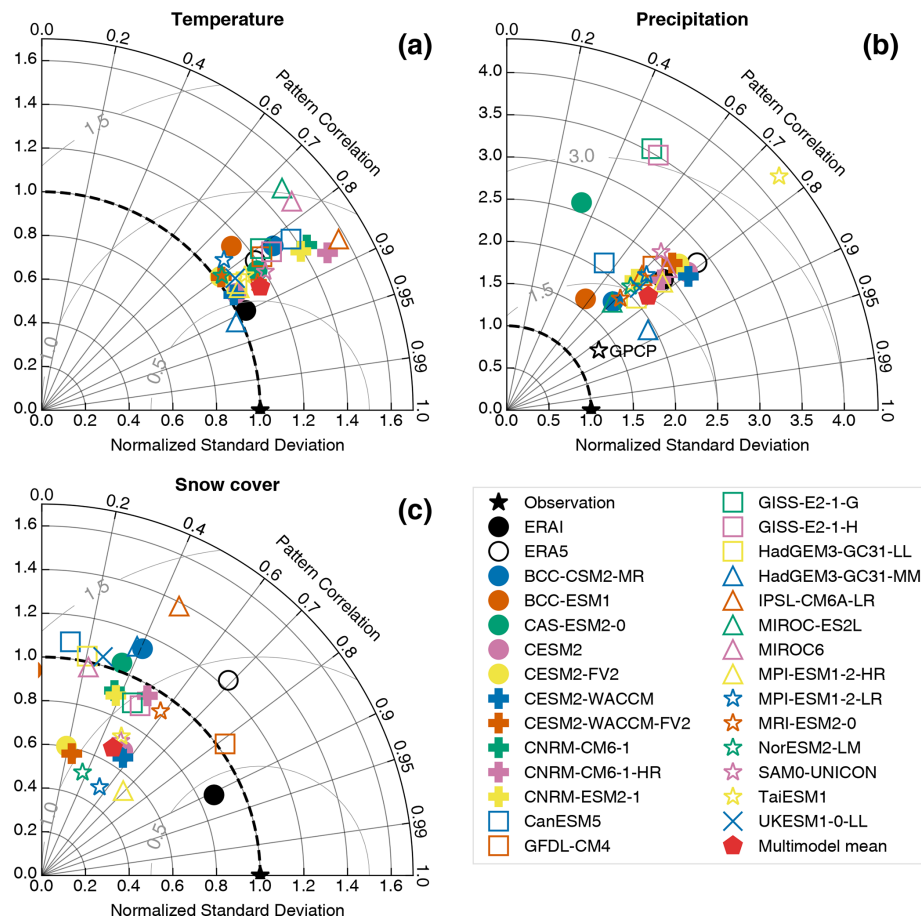 Temperature
(a)
0.0
0.2
0.4
0.6
0.7
0.8
0.9
0.95
0.99
1.0
Pattern Correlation
1.6
1.4
1.2
1.0
0.8
0.6
0.4
0.2
0.0
1.5
1.0
0.5
0.0 0.2 0.4 0.6 0.8 1.0 1.2 1.4 1.6
Normalized Standard Deviation
Precipitation
(b)
0.0
0.2
0.4
0.6
0.7
0.8
0.9
0.95
0.99
1.0
Pattern Correlation
4.0
3.5
3.0
2.5
2.0
1.5
1.0
0.5
0.0
3.0
1.5
GPCP
0.0 0.5 1.0 1.5 2.0 2.5 3.0 3.5 4.0
Normalized Standard Deviation
Snow cover
(c)
0.0
0.2
0.4
0.6
0.7
0.8
0.9
0.95
0.99
1.0
Pattern Correlation
1.6
1.4
1.2
1.0
0.8
0.6
0.4
0.2
0.0
1.5
1.0
0.5
0.0 0.2 0.4 0.6 0.8 1.0 1.2 1.4 1.6
Normalized Standard Deviation
Observation
ERAI
ERA5
BCC-CSM2-MR
BCC-ESM1
CAS-ESM2-0
CESM2
CESM2-FV2
CESM2-WACCM
CESM2-WACCM-FV2
CNRM-CM6-1
CNRM-CM6-1-HR
CNRM-ESM2-1
CanESM5
GFDL-CM4
GISS-E2-1-G
GISS-E2-1-H
HadGEM3-GC31-LL
HadGEM3-GC31-MM
IPSL-CM6A-LR
MIROC-ES2L
MIROC6
MPI-ESM1-2-HR
MPI-ESM1-2-LR
MRI-ESM2-0
NorESM2-LM
SAM0-UNICON
TaiESM1
UKESM1-0-LL
Multimodel mean